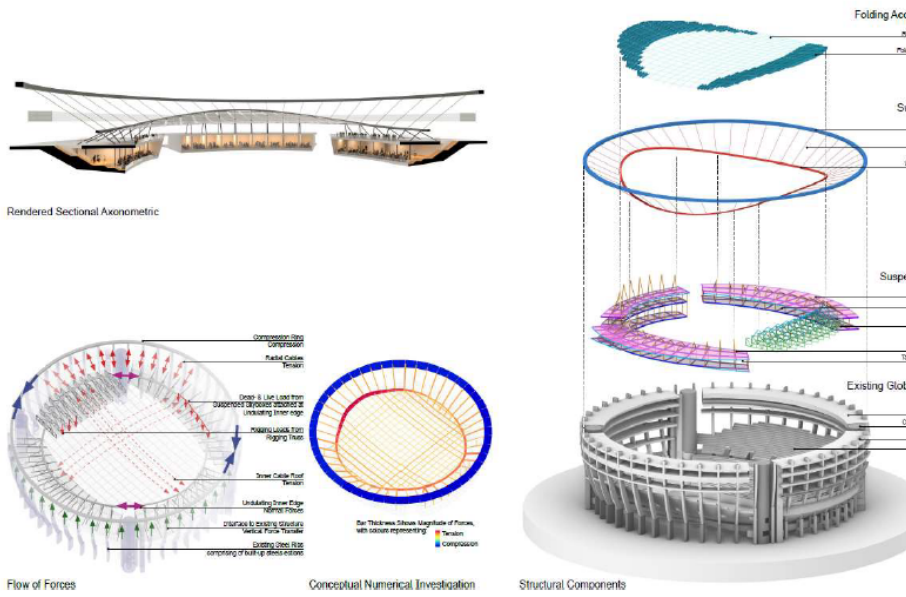 Rendered Sectional Axonometric
Compression Ring
Compression
Radial Cables
Tension
Dead- & Live Load from
Suspended Skyboxes attached at
Undulating Inner edge
Rigging Loads from
Rigging Truss
Inner Cable Roof
Tension
Undulating Inner Edge
Normal Forces
Interface to Existing Structure
Vertical Force Transfer
Existing Steel Ribs
comprising of built-up steel sections
Flow of Forces
Bar Thickness Shows Magnitude of Forces,
with colours representing
Tension
Compression
Conceptual Numerical Investigation
Folding Acc
Su
Suspe
Existing Glob
Structural Components